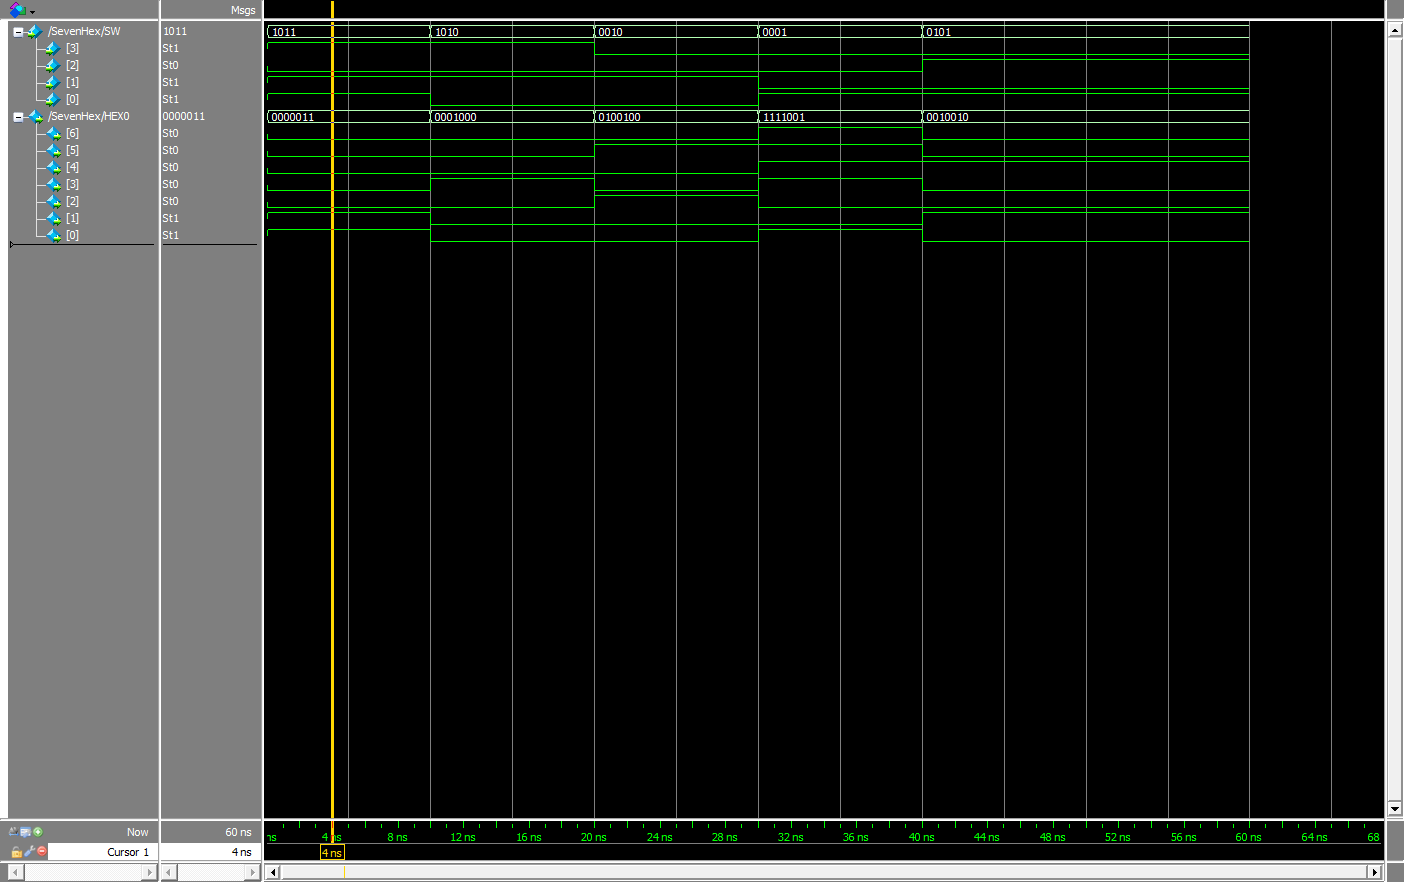 Msgs
/SevenHex/SW 1011 1011 1010 0010 0001 0101
[3] St1
[2] St0
[1] St1
[0] St1
/SevenHex/HEX0 0000011 0000011 0001000 0100100 1111001 0010010
[6] St0
[5] St0
[4] St0
[3] St0
[2] St0
[1] St1
[0] St1
Now 60 ns ns 4 ns 8 ns 12 ns 16 ns 20 ns 24 ns 28 ns 32 ns 36 ns 40 ns 44 ns 48 ns 52 ns 56 ns 60 ns 64 ns 68
Cursor 1 4 ns 4 ns